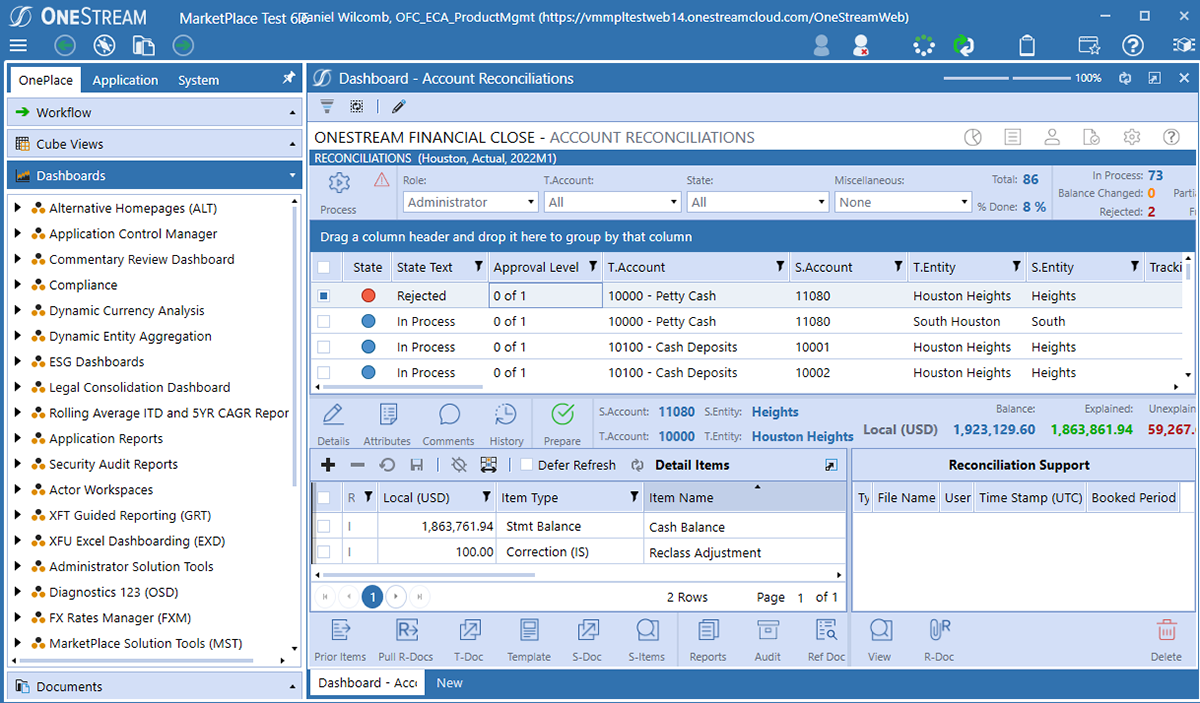 ONESTREAM MarketPlace Test 6.6 Daniel Wilcomb, OFC_ECA_ProductMgmt (https://vmmpltestweb14.onestreamcloud.com/OneStreamWeb)
OnePlace Application System
Workflow
Cube Views
Dashboards
Alternative Homepages (ALT)
Application Control Manager
Commentary Review Dashboard
Compliance
Dynamic Currency Analysis
Dynamic Entity Aggregation
ESG Dashboards
Legal Consolidation Dashboard
Rolling Average ITD and 5YR CAGR Repor
Application Reports
Security Audit Reports
Actor Workspaces
XFT Guided Reporting (GRT)
XFU Excel Dashboarding (EXD)
Administrator Solution Tools
Diagnostics 123 (OSD)
FX Rates Manager (FXM)
MarketPlace Solution Tools (MST)
Documents
Dashboard - Account Reconciliations 100%
ONESTREAM FINANCIAL CLOSE - ACCOUNT RECONCILIATIONS
RECONCILIATIONS (Houston, Actual, 2022M1)
Process
Role: T.Account: State: Miscellaneous:
Administrator All All None
Total: 86
% Done: 8 %
In Process: 73
Balance Changed: 0 Parti
Rejected: 2 F
Drag a column header and drop it here to group by that column
State State Text Approval Level T.Account S.Account T.Entity S.Entity Tracki
Rejected 0 of 1 10000 - Petty Cash 11080 Houston Heights Heights
In Process 0 of 1 10000 - Petty Cash 11080 South Houston South
In Process 0 of 1 10100 - Cash Deposits 10001 Houston Heights Heights
In Process 0 of 1 10100 - Cash Deposits 10002 Houston Heights Heights
Details Attributes Comments History Prepare
S.Account: 11080 S.Entity: Heights
T.Account: 10000 T.Entity: Houston Heights
Balance: Explained: Unexplain
Local (USD) 1,923,129.60 1,863,861.94 59,267.
Defer Refresh Detail Items
R Local (USD) Item Type Item Name
I 1,863,761.94 Stmt Balance Cash Balance
I 100.00 Correction (IS) Reclass Adjustment
1 2 Rows Page 1 of 1
Reconciliation Support
Ty File Name User Time Stamp (UTC) Booked Period
Prior Items Pull R-Docs T-Doc Template S-Doc S-Items Reports Audit Ref Doc View R-Doc Delete
Dashboard - Acc New